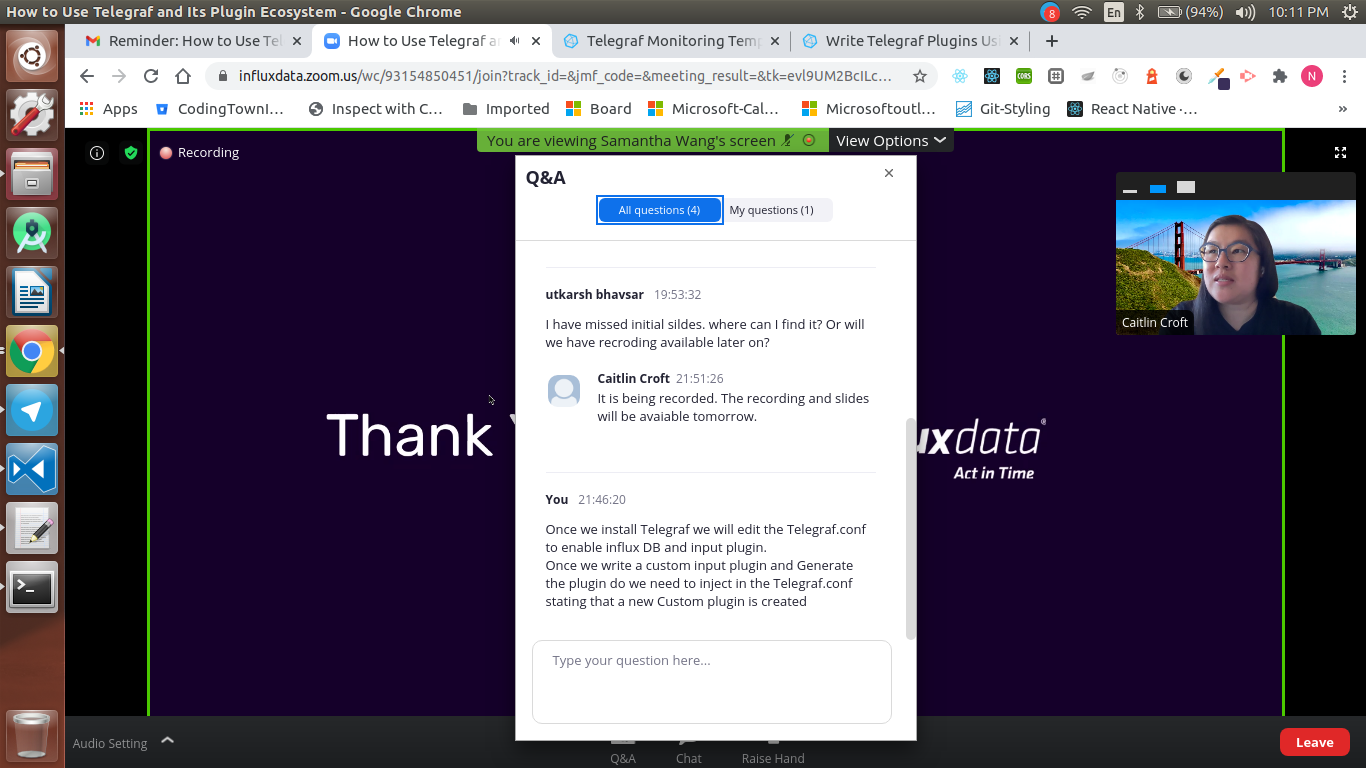 How to Use Telegraf and Its Plugin Ecosystem - Google Chrome
8
En
(94%)
10:11 PM
Reminder: How to Use Tel
How to Use Telegraf a
Telegraf Monitoring Temp
Write Telegraf Plugins Usi
influxdata.zoom.us/wc/93154850451/join?track_id=&jmf_code=&meeting_result=&tk=evl9UM2BcILc...
CORS
N
Apps
CodingTownI...
Inspect with C...
Imported
Board
Microsoft-Cal...
Microsoftoutl...
Git-Styling
React Native -...
»
You are viewing Samantha Wang's screen
View Options
Recording
Q&A
All questions (4)
My questions (1)
utkarsh bhavsar 19:53:32
I have missed initial sildes. where can I find it? Or will
we have recroding available later on?
Caitlin Croft 21:51:26
It is being recorded. The recording and slides
will be avaiable tomorrow.
You 21:46:20
Once we install Telegraf we will edit the Telegraf.conf
to enable influx DB and input plugin.
Once we write a custom input plugin and Generate
the plugin do we need to inject in the Telegraf.conf
stating that a new Custom plugin is created
Type your question here...
Caitlin Croft
Thank
uxdata®
Act in Time
Audio Setting
Q&A
Chat
Raise Hand
Leave